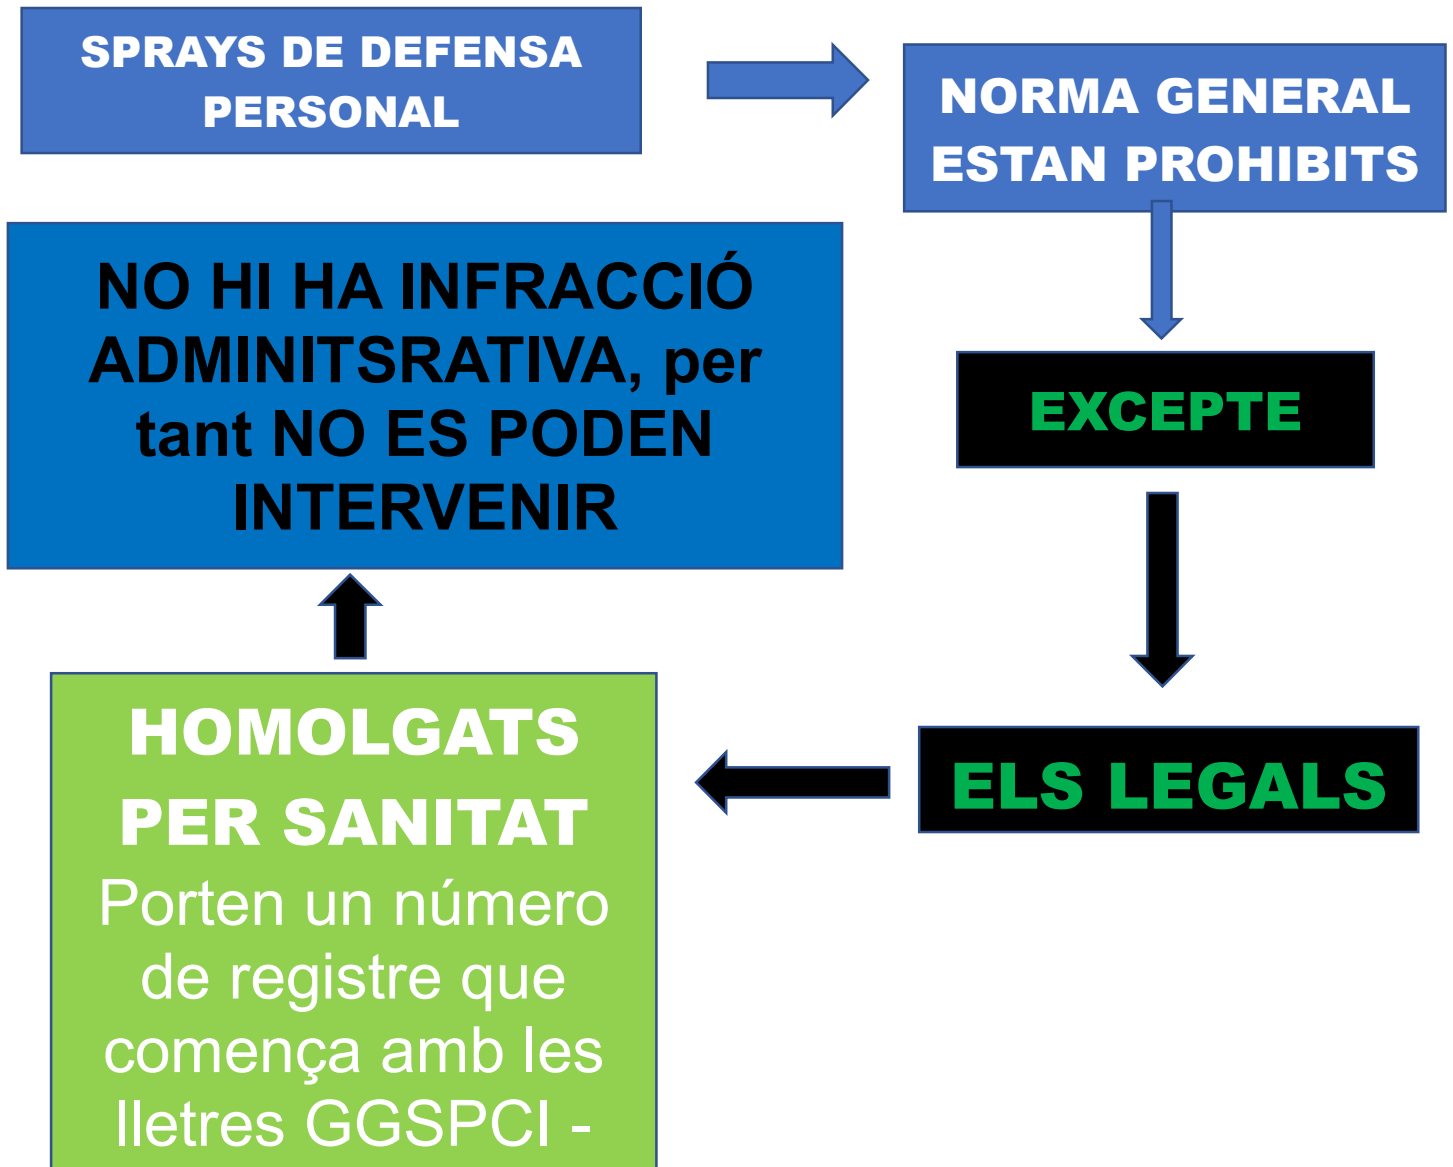 SPRAYS DE DEFENSA
PERSONAL
NORMA GENERAL
ESTAN PROHIBITS
EXCEPTE
ELS LEGALS
HOMOLGATS
PER SANITAT
Porten un número
de registre que
comença amb les
lletres GGSPCI -
NO HI HA INFRACCIÓ
ADMINITSRATIVA, per
tant NO ES PODEN
INTERVENIR